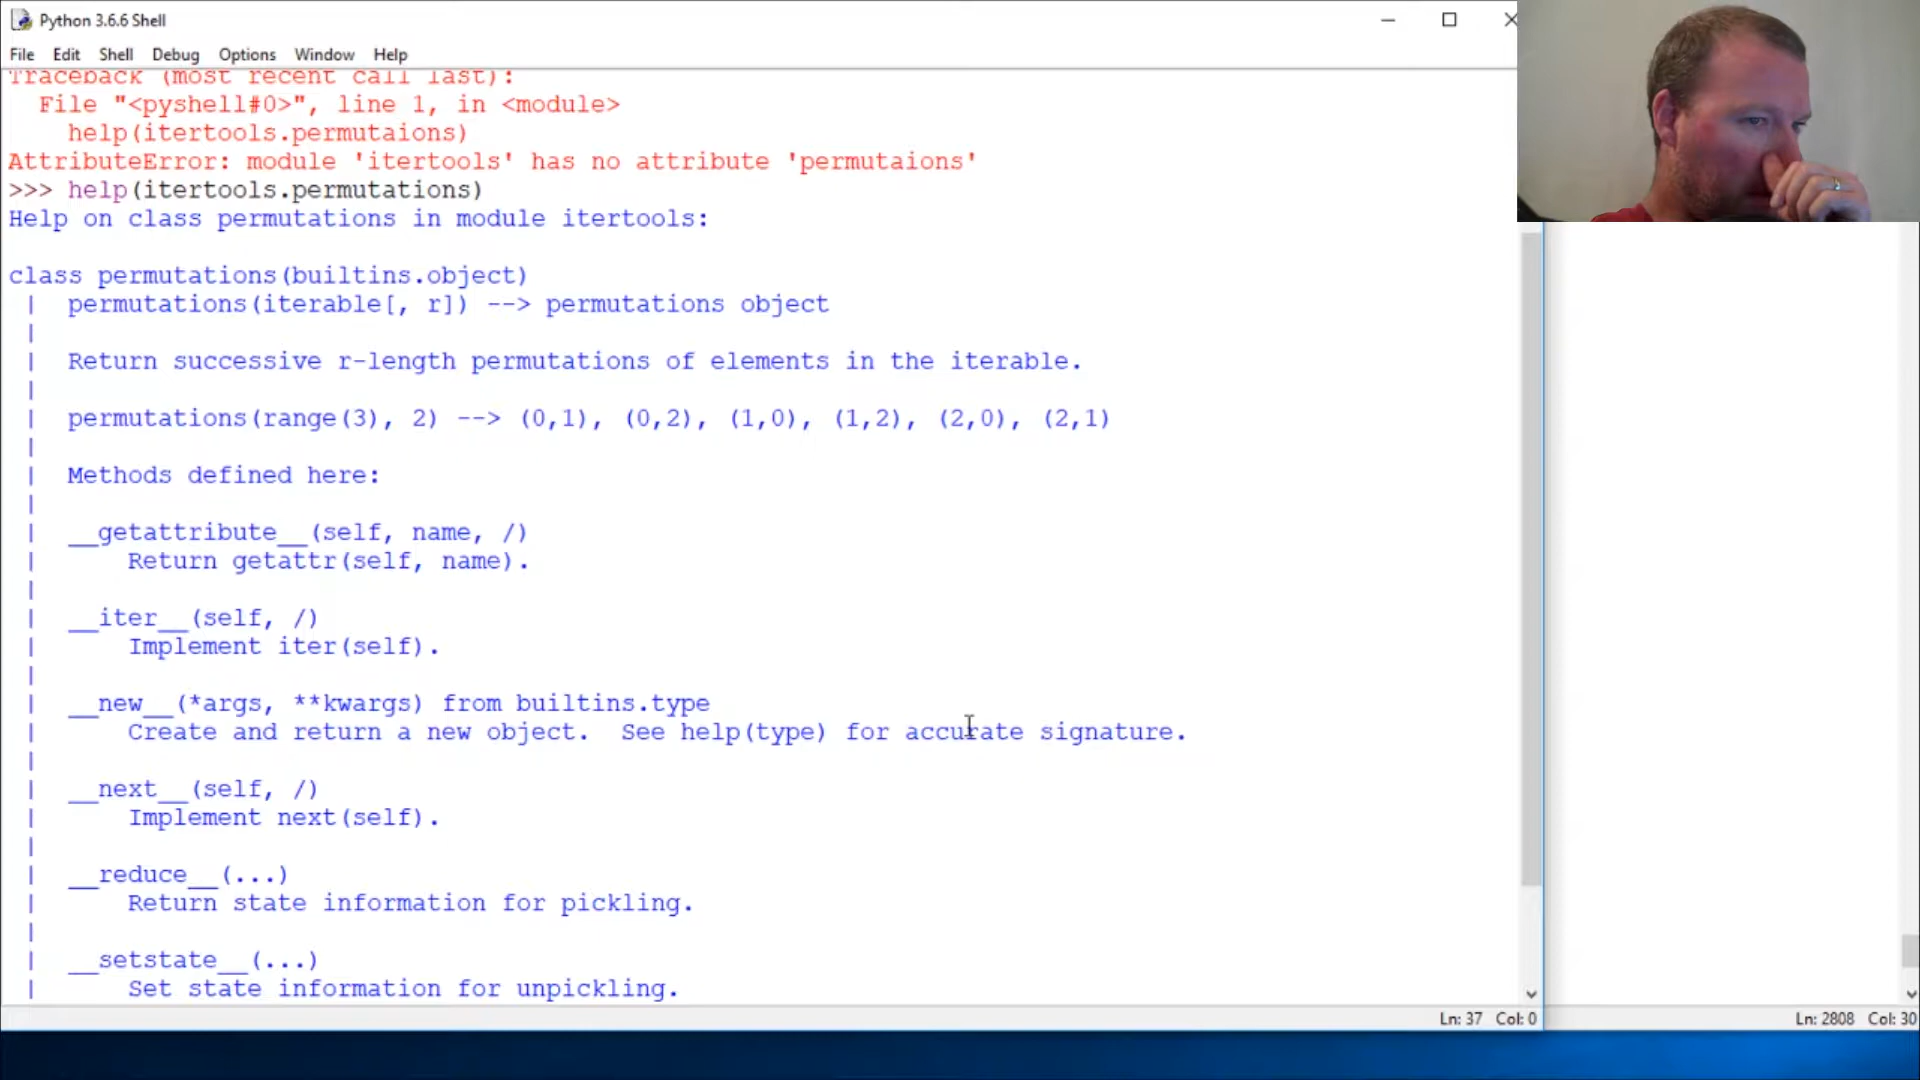 Python 3.6.6 Shell
File Edit Shell Debug Options Window Help
Traceback (most recent call last):
File "<pyshell#0>", line 1, in <module>
help(itertools.permutaions)
AttributeError: module 'itertools' has no attribute 'permutaions'
>>> help(itertools.permutations)
Help on class permutations in module itertools:
class permutations(builtins.object)
| permutations(iterable[, r]) --> permutations object
|
| Return successive r-length permutations of elements in the iterable.
|
| permutations(range(3), 2) --> (0,1), (0,2), (1,0), (1,2), (2,0), (2,1)
|
| Methods defined here:
|
| __getattribute__(self, name, /)
| Return getattr(self, name).
|
| __iter__(self, /)
| Implement iter(self).
|
| __new__(*args, **kwargs) from builtins.type
| Create and return a new object. See help(type) for accurate signature.
|
| __next__(self, /)
| Implement next(self).
|
| __reduce__(...)
| Return state information for pickling.
|
| __setstate__(...)
| Set state information for unpickling.
Ln: 37 Col: 0
Ln: 2808 Col: 30